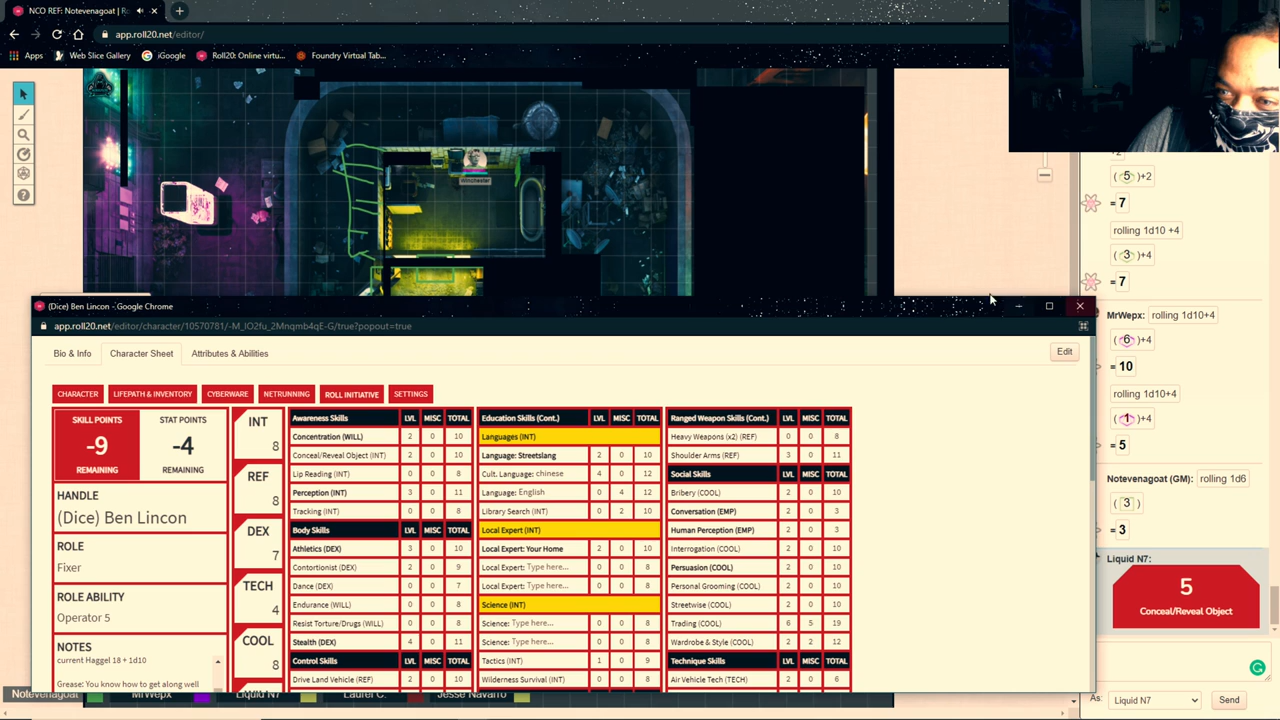 NCO REF: Notevenagoat |
app.roll20.net/editor/
Apps Web Slice Gallery iGoogle Roll20: Online virtu... Foundry Virtual Tab...
Winchester
(5)+2
= 7
rolling 1d10 +4
(3)+4
= 7
MrWepx: rolling 1d10+4
(6)+4
= 10
rolling 1d10+4
(1)+4
= 5
Notevenagoat (GM): rolling 1d6
(3)
= 3
Liquid N7:
5
Conceal/Reveal Object
As: Liquid N7 Send
(Dice) Ben Lincon - Google Chrome
app.roll20.net/editor/character/10570781/-M_IO2fu_2Mnqmb4qE-G/true?popout=true
Bio & Info Character Sheet Attributes & Abilities Edit
CHARACTER LIFEPATH & INVENTORY CYBERWARE NETRUNNING ROLL INITIATIVE SETTINGS
SKILL POINTS STAT POINTS
-9 -4
REMAINING REMAINING
HANDLE
(Dice) Ben Lincon
ROLE
Fixer
ROLE ABILITY
Operator 5
NOTES
current Haggel 18 + 1d10
Grease: You know how to get along well
INT
8
REF
8
DEX
7
TECH
4
COOL
8
Awareness Skills LVL MISC TOTAL
Concentration (WILL) 2 0 10
Conceal/Reveal Object (INT) 2 0 10
Lip Reading (INT) 0 0 8
Perception (INT) 3 0 11
Tracking (INT) 0 0 8
Body Skills LVL MISC TOTAL
Athletics (DEX) 3 0 10
Contortionist (DEX) 2 0 9
Dance (DEX) 0 0 7
Endurance (WILL) 0 0 8
Resist Torture/Drugs (WILL) 0 0 8
Stealth (DEX) 4 0 11
Control Skills LVL MISC TOTAL
Drive Land Vehicle (REF) 2 0 10
Education Skills (Cont.) LVL MISC TOTAL
Languages (INT)
Language: Streetslang 2 0 10
Cult. Language: chinese 4 0 12
Language: English 0 4 12
Library Search (INT) 0 2 10
Local Expert (INT)
Local Expert: Your Home 2 0 10
Local Expert: Type here... 0 0 8
Local Expert: Type here... 0 0 8
Science (INT)
Science: Type here... 0 0 8
Science: Type here... 0 0 8
Tactics (INT) 1 0 9
Wilderness Survival (INT) 0 0 8
Ranged Weapon Skills (Cont.) LVL MISC TOTAL
Heavy Weapons (x2) (REF) 0 0 8
Shoulder Arms (REF) 3 0 11
Social Skills LVL MISC TOTAL
Bribery (COOL) 2 0 10
Conversation (EMP) 2 0 3
Human Perception (EMP) 2 0 3
Interrogation (COOL) 2 0 10
Persuasion (COOL) 2 0 10
Personal Grooming (COOL) 2 0 10
Streetwise (COOL) 2 0 10
Trading (COOL) 6 5 19
Wardrobe & Style (COOL) 2 2 12
Technique Skills LVL MISC TOTAL
Air Vehicle Tech (TECH) 2 0 6
Notevenagoat MrWepx Liquid N7 Laurel C. Jesse Navarro